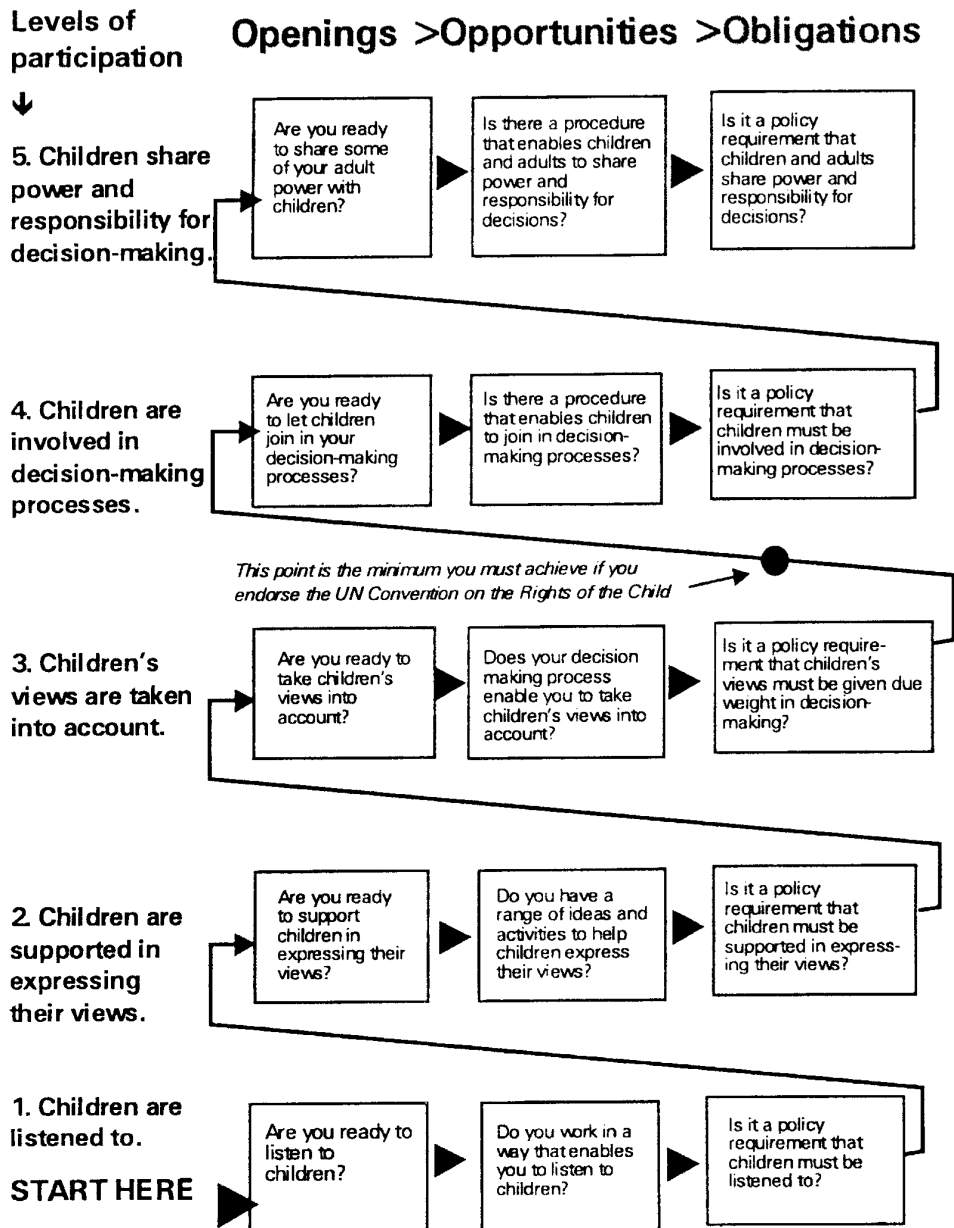 Levels of
participation
Openings >Opportunities >Obligations
5. Children share
power and
responsibility for
decision-making.
Are you ready
to share some
of your adult
power with
children?
Is there a procedure
that enables children
and adults to share
power and
responsibility for
decisions?
Is it a policy
requirement that
children and adults
share power and
responsibility for
decisions?
4. Children are
involved in
decision-making
processes.
Are you ready
to let children
join in your
decision-making
processes?
Is there a procedure
that enables children
to join in decision-
making processes?
Is it a policy
requirement that
children must be
involved in decision-
making processes?
This point is the minimum you must achieve if you
endorse the UN Convention on the Rights of the Child
3. Children's
views are taken
into account.
Are you ready to
take children's
views into
account?
Does your decision
making process
enable you to take
children's views into
account?
Is it a policy require-
ment that children's
views must be given due
weight in decision-
making?
2. Children are
supported in
expressing
their views.
Are you ready
to support
children in
expressing their
views?
Do you have a
range of ideas and
activities to help
children express
their views?
Is it a policy
requirement that
children must be
supported in express-
ing their views?
1. Children are
listened to.
START HERE
Are you ready to
listen to
children?
Do you work in a
way that enables
you to listen to
children?
Is it a policy
requirement that
children must be
listened to?